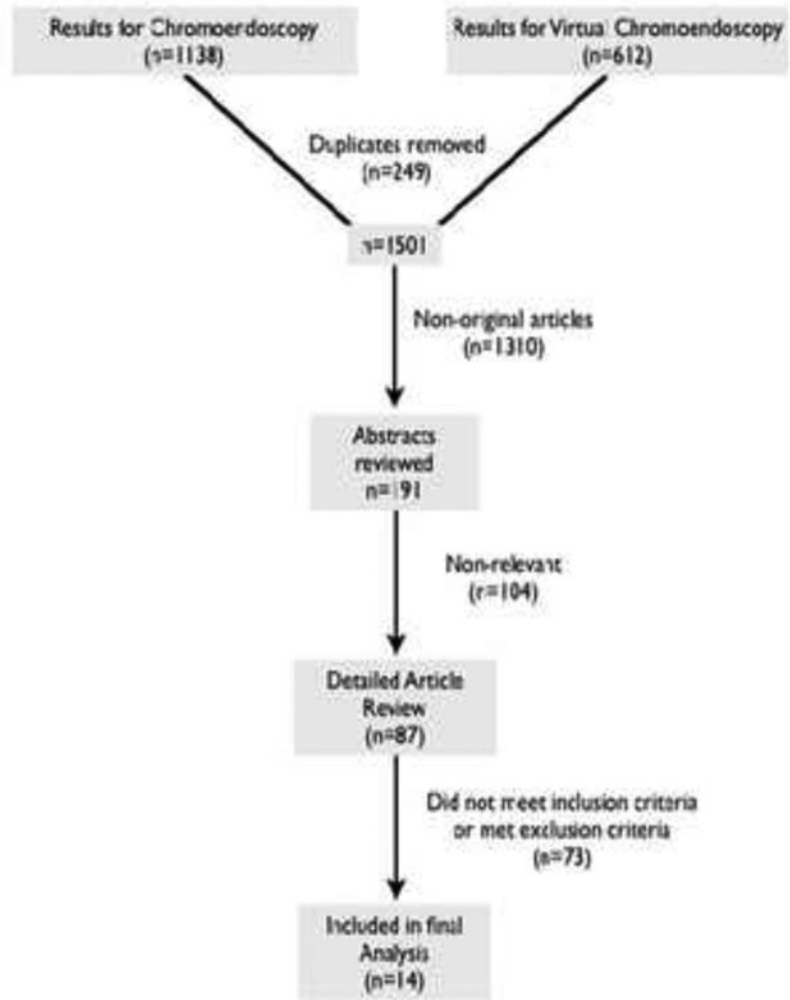 Results for Chromoendoscopy
(n=1138)
Results for Virtual Chromoendoscopy
(n=612)
Duplicates removed
(n=249)
n=1501
Non-original articles
(n=1310)
Abstracts
reviewed
n=191
Non-relevant
(n=104)
Detailed Article
Review
(n=87)
Did not meet inclusion criteria
or met exclusion criteria
(n=73)
Included in final
Analysis
(n=14)